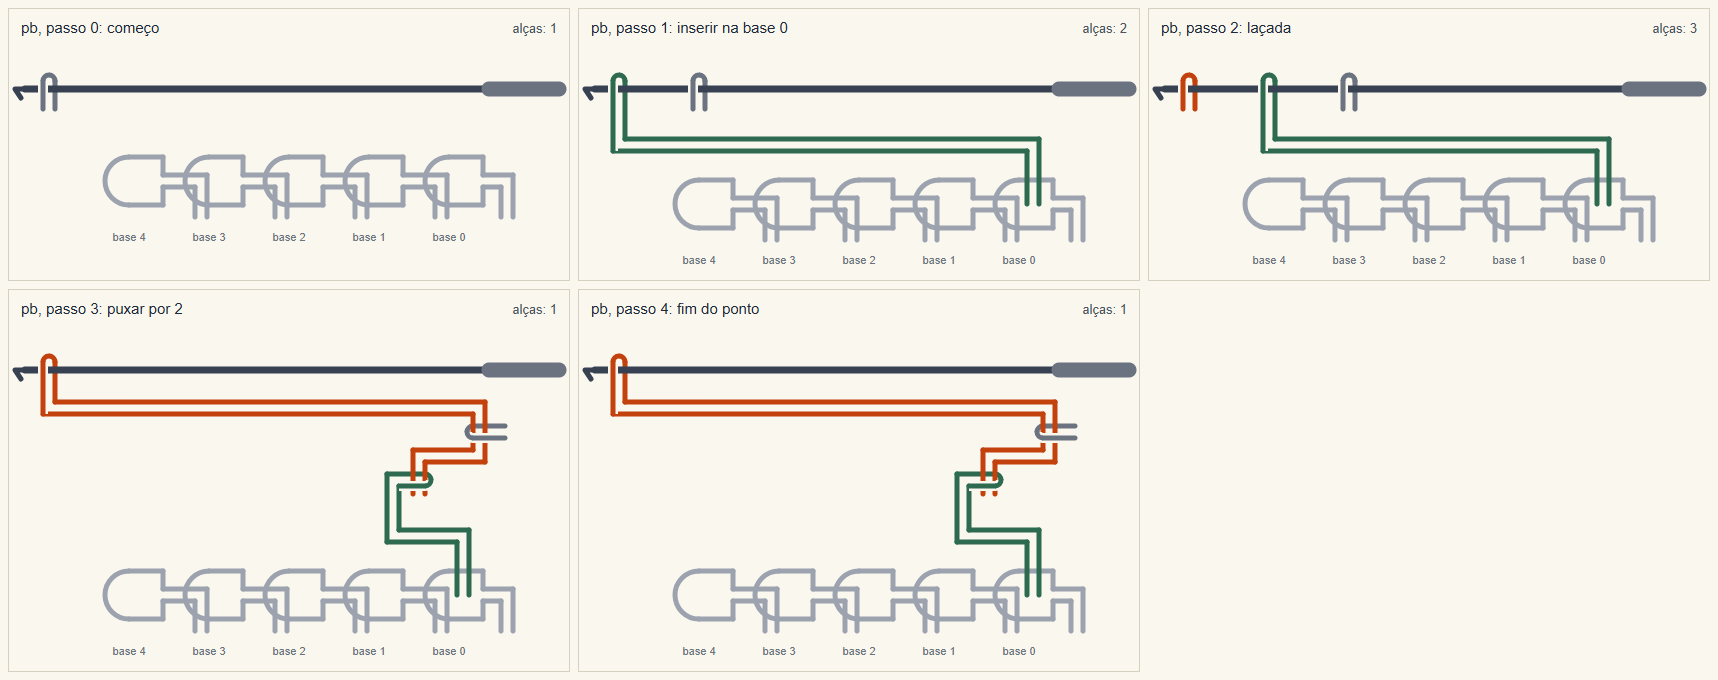 pb, passo 0: começo
alças: 1
base 4
base 3
base 2
base 1
base 0
pb, passo 1: inserir na base 0
alças: 2
base 4
base 3
base 2
base 1
base 0
pb, passo 2: laçada
alças: 3
base 4
base 3
base 2
base 1
base 0
pb, passo 3: puxar por 2
alças: 1
base 4
base 3
base 2
base 1
base 0
pb, passo 4: fim do ponto
alças: 1
base 4
base 3
base 2
base 1
base 0